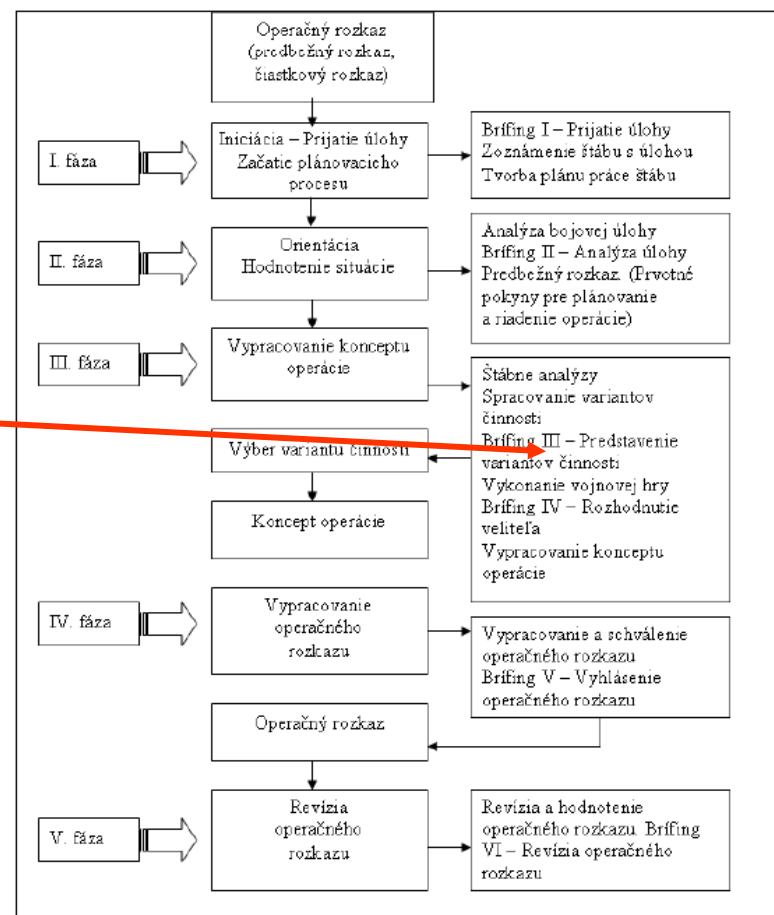 Operačný rozkaz
(predbežný rozkaz,
čiastkový rozkaz)
I. fáza
Iniciácia – Prijatie úlohy
Začatie plánovacieho
procesu
Brífing I – Prijatie úlohy
Zoznámenie štábu s úlohou
Tvorba plánu práce štábu
II. fáza
Orientácia
Hodnotenie situácie
Analýza bojovej úlohy
Brífing II – Analýza úlohy
Predbežný rozkaz. (Prvotné
pokyny pre plánovanie
a riadenie operácie)
III. fáza
Vypracovanie konceptu
operácie
Štábne analýzy
Spracovanie variantov
činnosti
Brífing III – Predstavenie
variantov činnosti
Vykonanie vojnovej hry
Brífing IV – Rozhodnutie
veliteľa
Vypracovanie konceptu
operácie
Výber variantu činnosti
Koncept operácie
IV. fáza
Vypracovanie
operačného
rozkazu
Vypracovanie a schválenie
operačného rozkazu
Brífing V – Vyhlásenie
operačného rozkazu
Operačný rozkaz
V. fáza
Revízia
operačného
rozkazu
Revízia a hodnotenie
operačného rozkazu. Brífing
VI – Revízia operačného
rozkazu